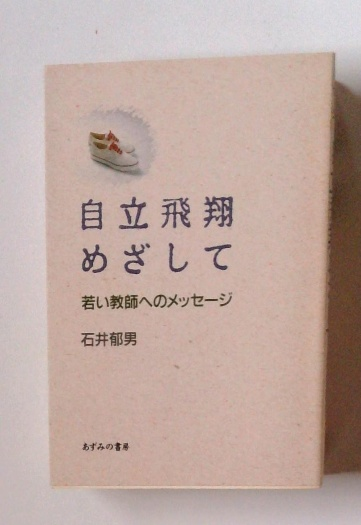 自立飛翔
めざして
若い教師へのメッセージ
石井郁男
あずみの書房